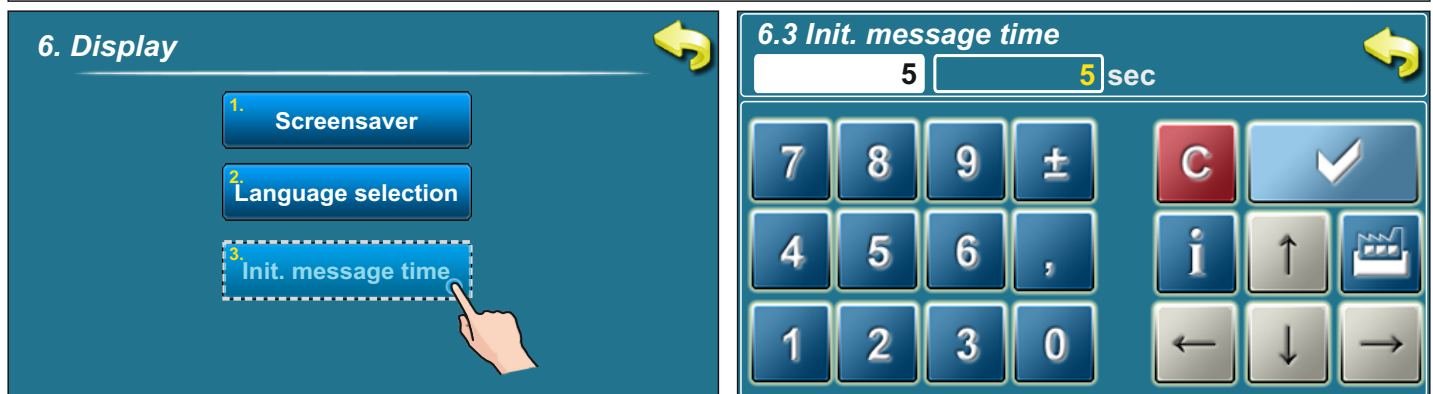 6. Display
1.
Screensaver
2.
Language selection
3.
Init. message time
6.3 Init. message time
5 5 sec
7 8 9 ± C
4 5 6 , i ↑
1 2 3 0 ← ↓ →